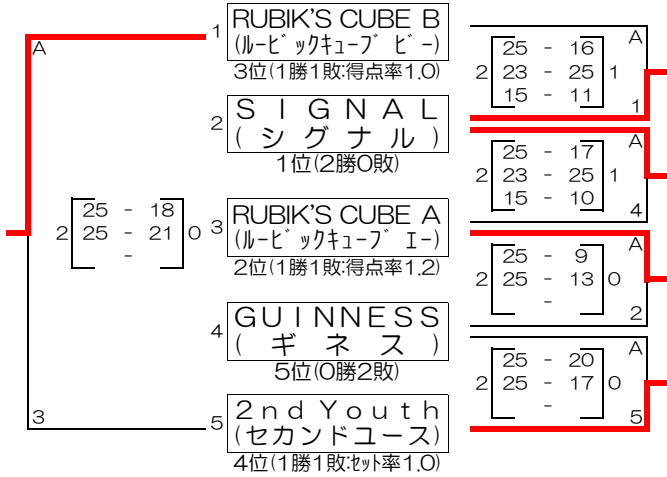 A
25 - 18
2 25 - 21 0
-
3
1 RUBIK'S CUBE B
(ﾙｰﾋﾞｯｸｷｭｰﾌﾞ ﾋﾞｰ)
3位(1勝1敗:得点率1.0)
2 SIGNAL
(シグナル)
1位(2勝0敗)
3 RUBIK'S CUBE A
(ﾙｰﾋﾞｯｸｷｭｰﾌﾞ ｴｰ)
2位(1勝1敗:得点率1.2)
4 GUINNESS
(ギネス)
5位(0勝2敗)
5 2nd Youth
(セカンドユース)
4位(1勝1敗:ｾｯﾄ率1.0)
A
25 - 16
2 23 - 25 1
15 - 11
1
A
25 - 17
2 23 - 25 1
15 - 10
4
A
25 - 9
2 25 - 13 0
-
2
A
25 - 20
2 25 - 17 0
-
5